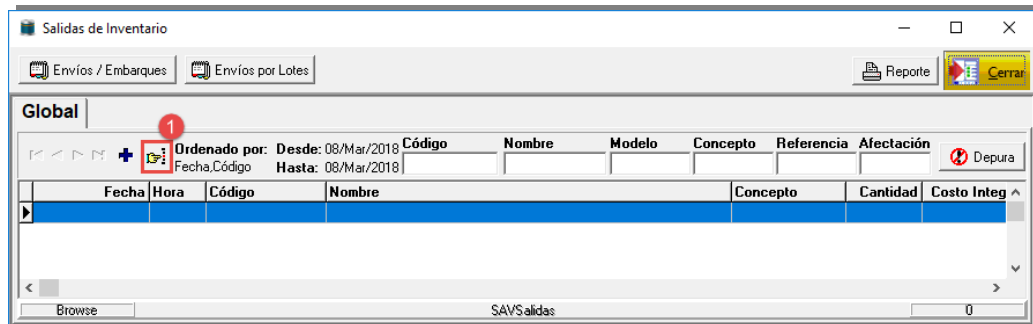 Salidas de Inventario
Envíos / Embarques Envíos por Lotes Reporte Cerrar
Global
1
Ordenado por: Desde: 08/Mar/2018 Código Nombre Modelo Concepto Referencia Afectación
Fecha,Código Hasta: 08/Mar/2018 Depura
Fecha Hora Código Nombre Concepto Cantidad Costo Integ
Browse SAVSalidas 0